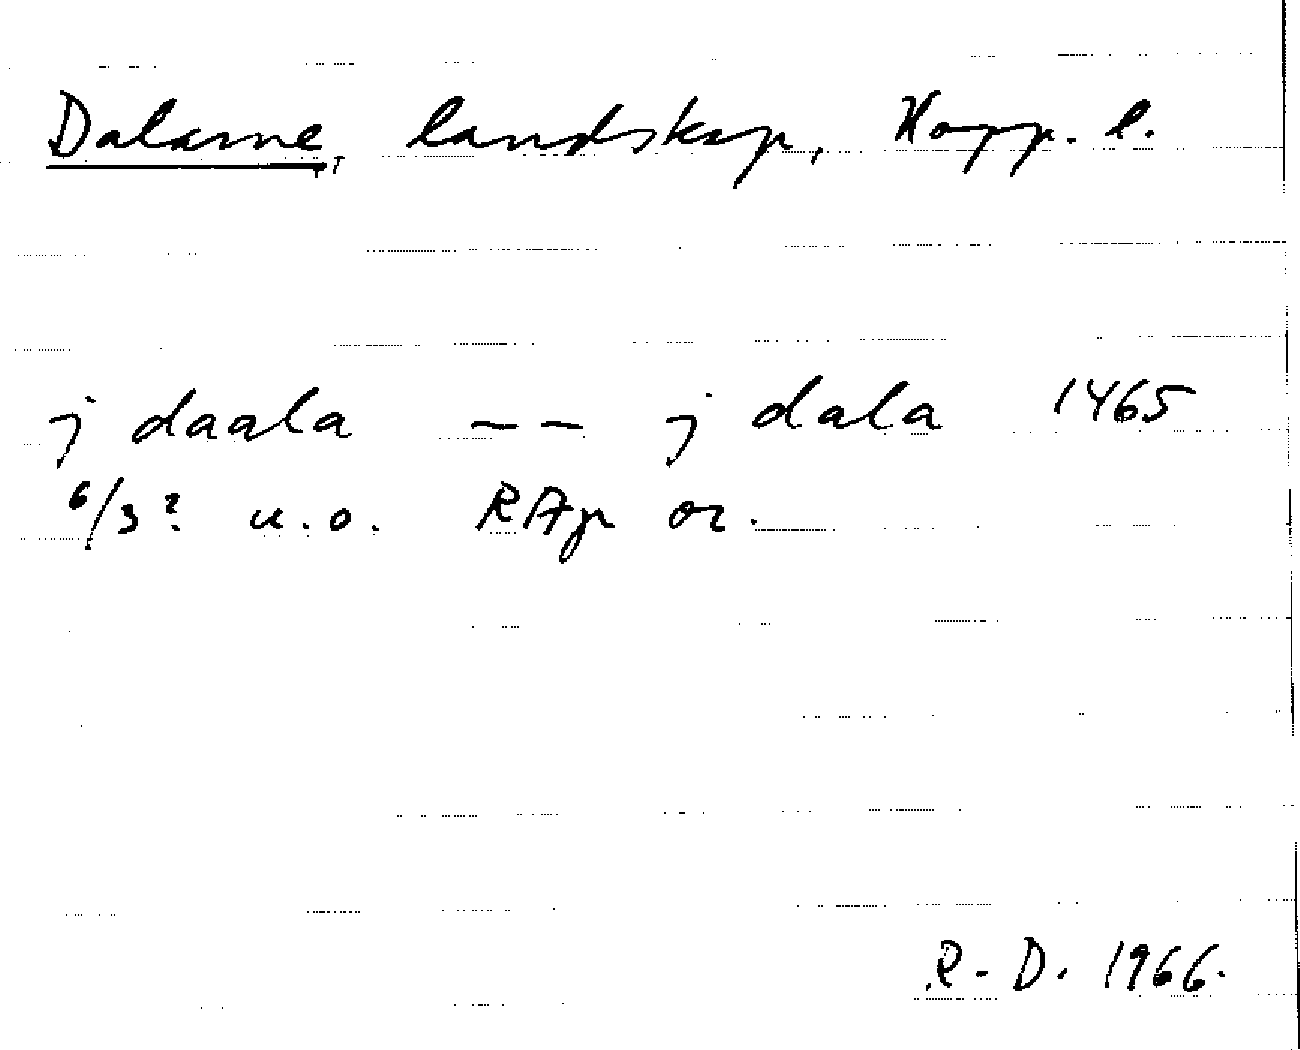 Dalarne, landskap, Kopp. l.
j daala -- j dala 1465
6/3? u.o. RAp or.
R-D. 1966.